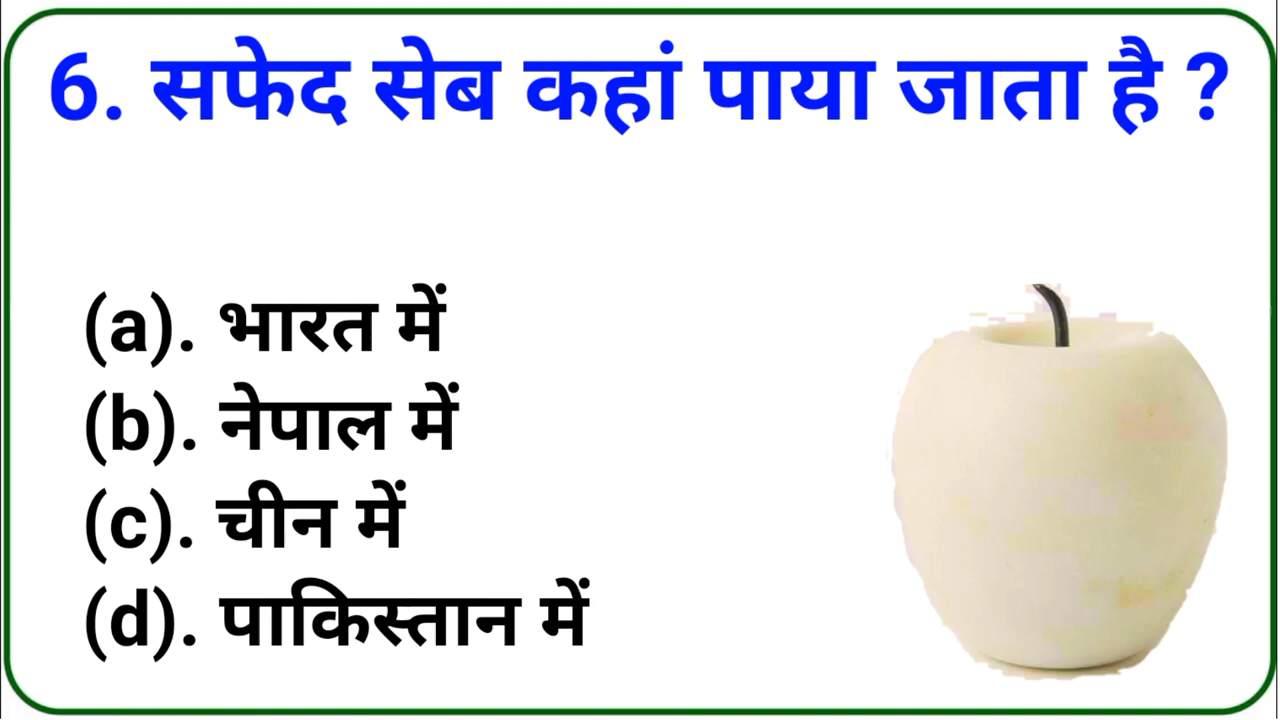 6. सफेद सेब कहां पाया जाता है ?
(a). भारत में
(b). नेपाल में
(c). चीन में
(d). पाकिस्तान में